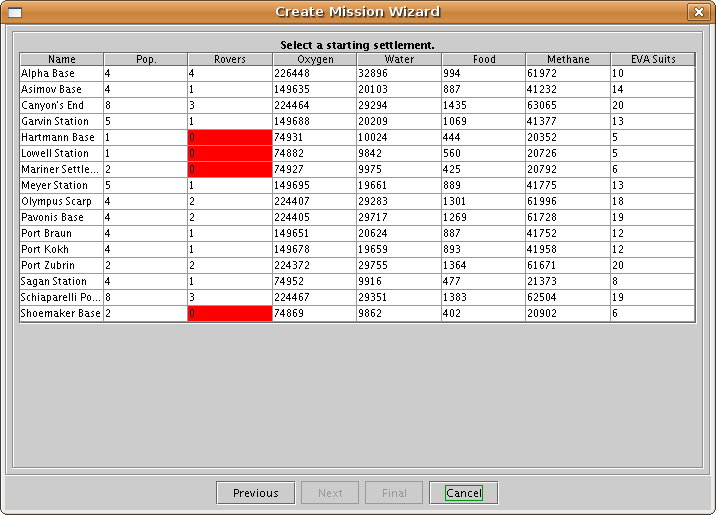 Create Mission Wizard
Select a starting settlement.
Name Pop. Rovers Oxygen Water Food Methane EVA Suits
Alpha Base 4 4 226448 32896 994 61972 10
Asimov Base 4 1 149635 20103 887 41232 14
Canyon's End 8 3 224464 29294 1435 63065 20
Garvin Station 5 1 149688 20209 1069 41377 13
Hartmann Base 1 0 74931 10024 444 20352 5
Lowell Station 1 0 74882 9842 560 20726 5
Mariner Settle... 2 0 74927 9975 425 20792 6
Meyer Station 5 1 149695 19661 889 41775 13
Olympus Scarp 4 2 224407 29283 1301 61996 18
Pavonis Base 4 2 224405 29717 1269 61728 19
Port Braun 4 1 149651 20624 887 41752 12
Port Kokh 4 1 149678 19659 893 41958 12
Port Zubrin 2 2 224372 29755 1364 61671 20
Sagan Station 4 1 74952 9916 477 21373 8
Schiaparelli Po... 8 3 224467 29351 1383 62504 19
Shoemaker Base 2 0 74869 9862 402 20902 6
Previous Next Final Cancel